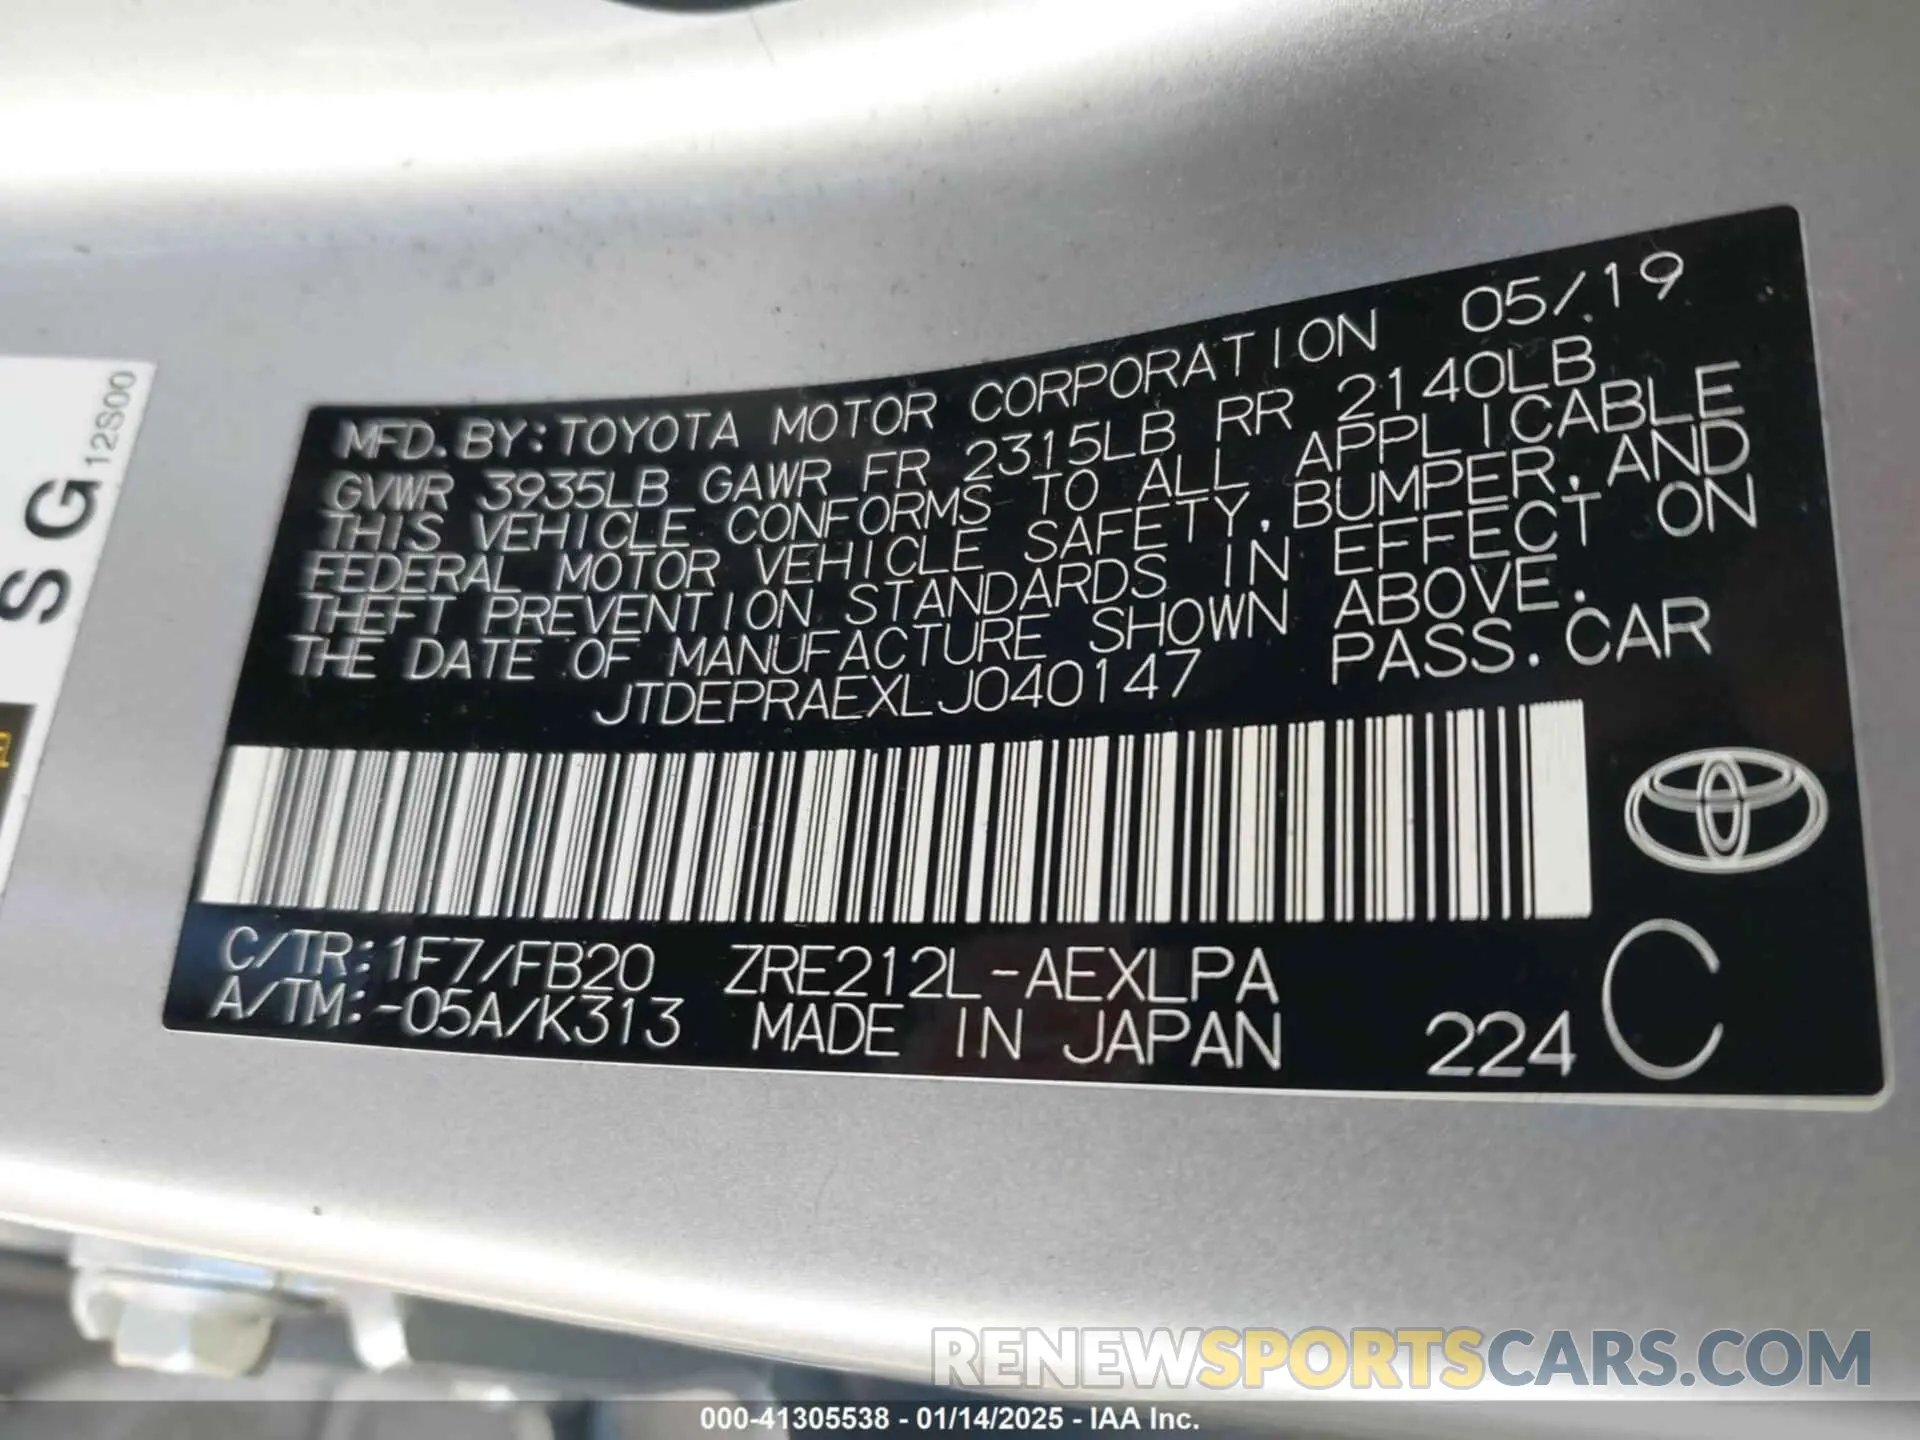 MFD. BY: TOYOTA MOTOR CORPORATION 05/19
GVWR 3935LB GAWR FR 2315LB RR 2140LB
THIS VEHICLE CONFORMS TO ALL APPLICABLE
FEDERAL MOTOR VEHICLE SAFETY, BUMPER, AND
THEFT PREVENTION STANDARDS IN EFFECT ON
THE DATE OF MANUFACTURE SHOWN ABOVE.
JTDEPRAEXLJ040147 PASS. CAR
C/TR: 1F7/FB20 ZRE212L-AEXLPA
A/TM: -05A/K313 MADE IN JAPAN 224 C
S G 12S00
RENEWSPORTSCARS.COM
000-41305538 - 01/14/2025 - IAA Inc.